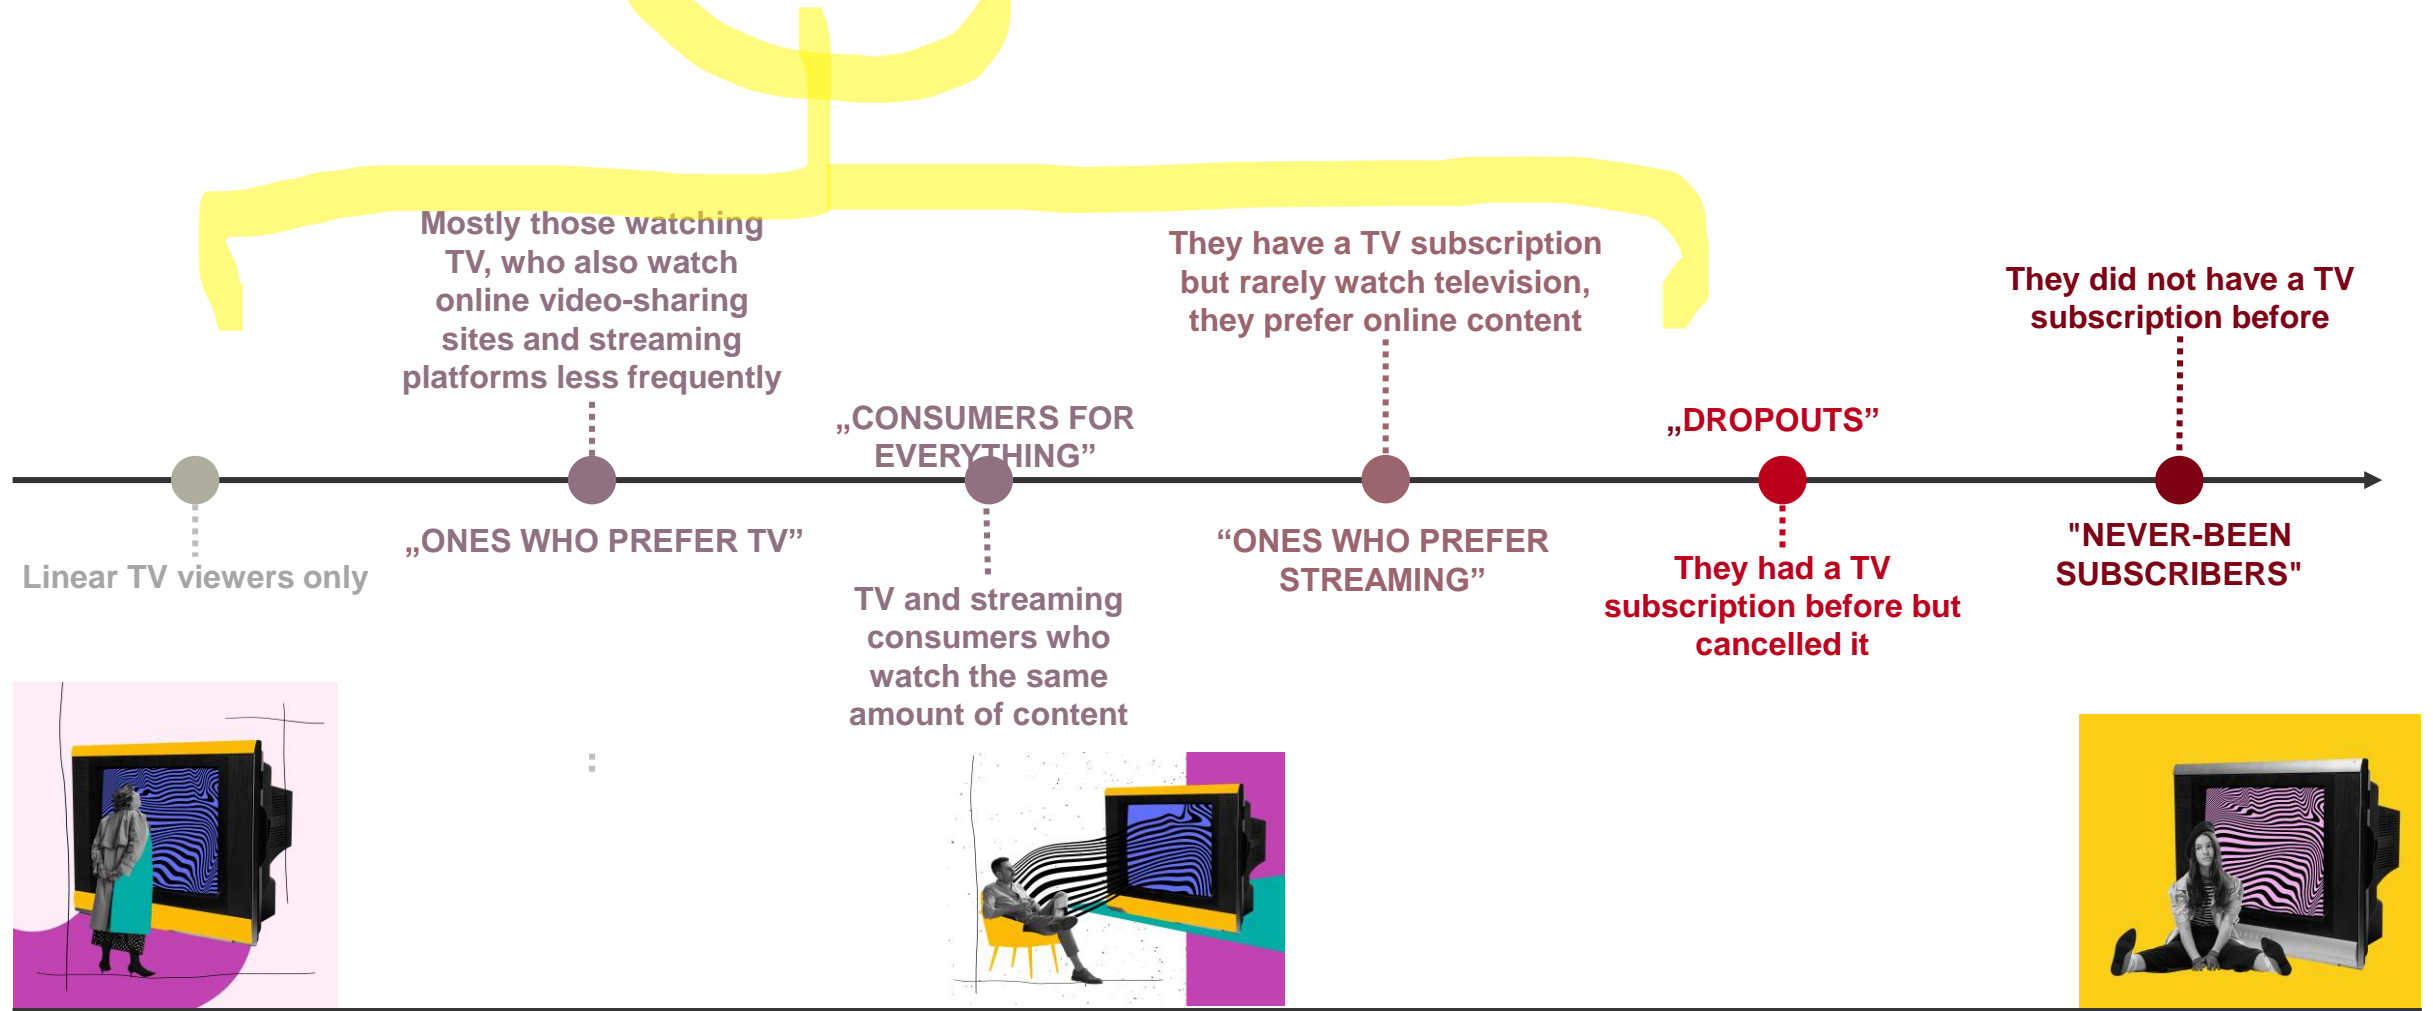 Mostly those watching
TV, who also watch
online video-sharing
sites and streaming
platforms less frequently
They have a TV subscription
but rarely watch television,
they prefer online content
They did not have a TV
subscription before
„CONSUMERS FOR
EVERYTHING”
„DROPOUTS”
Linear TV viewers only
„ONES WHO PREFER TV”
TV and streaming
consumers who
watch the same
amount of content
“ONES WHO PREFER
STREAMING”
They had a TV
subscription before but
cancelled it
"NEVER-BEEN
SUBSCRIBERS"